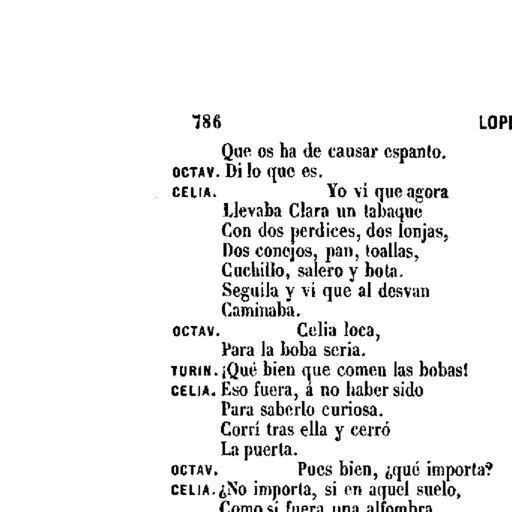 786
LOPE
Que os ha de causar espanto.
OCTAV. Di lo que es.
CELIA. Yo vi que agora
Llevaba Clara un tabaque
Con dos perdices, dos lonjas,
Dos conejos, pan, toallas,
Cuchillo, salero y bota.
Seguila y vi que al desvan
Caminaba.
OCTAV. Celia loca,
Para la boba seria.
TURIN. ¡Qué bien que comen las bobas!
CELIA. Eso fuera, á no haber sido
Para saberlo curiosa.
Corrí tras ella y cerró
La puerta.
OCTAV. Pues bien, ¿qué importa?
CELIA. ¿No importa, si en aquel suelo,
Como si fuera una alfombra